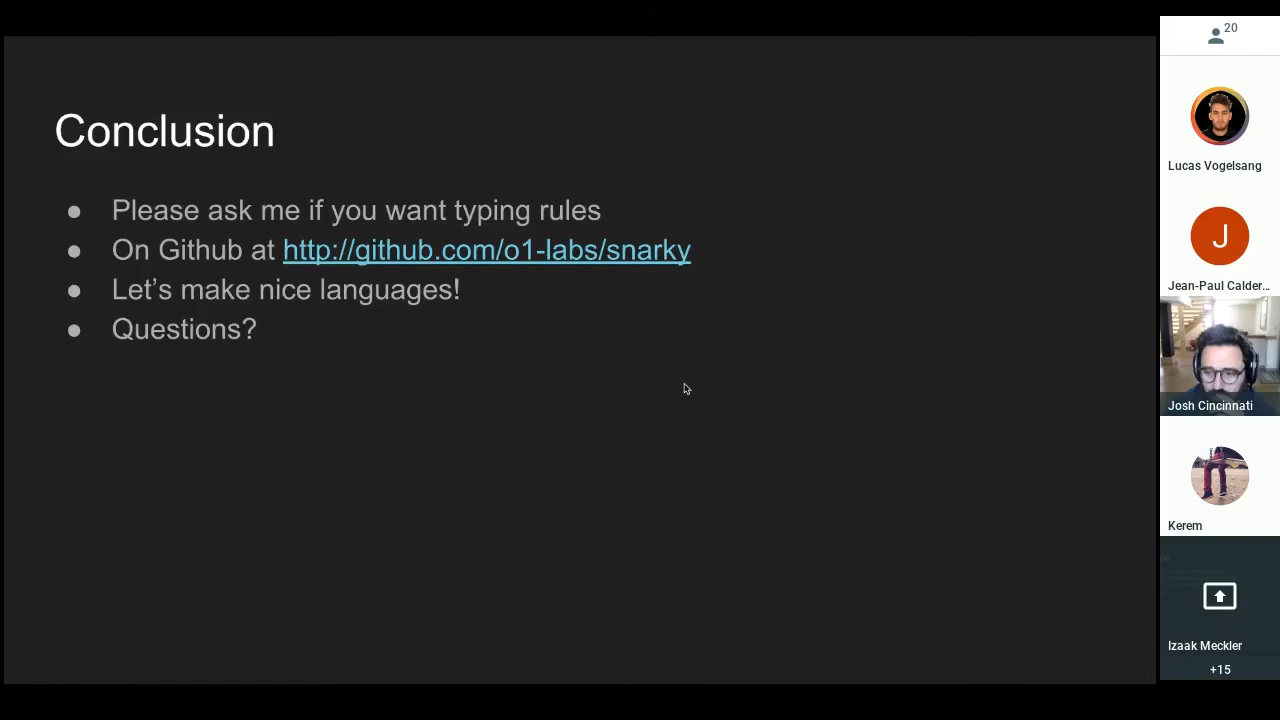 Conclusion
● Please ask me if you want typing rules
● On Github at http://github.com/o1-labs/snarky
● Let's make nice languages!
● Questions?
20
Lucas Vogelsang
J
Jean-Paul Calder...
Josh Cincinnati
Kerem
Izaak Meckler
+15